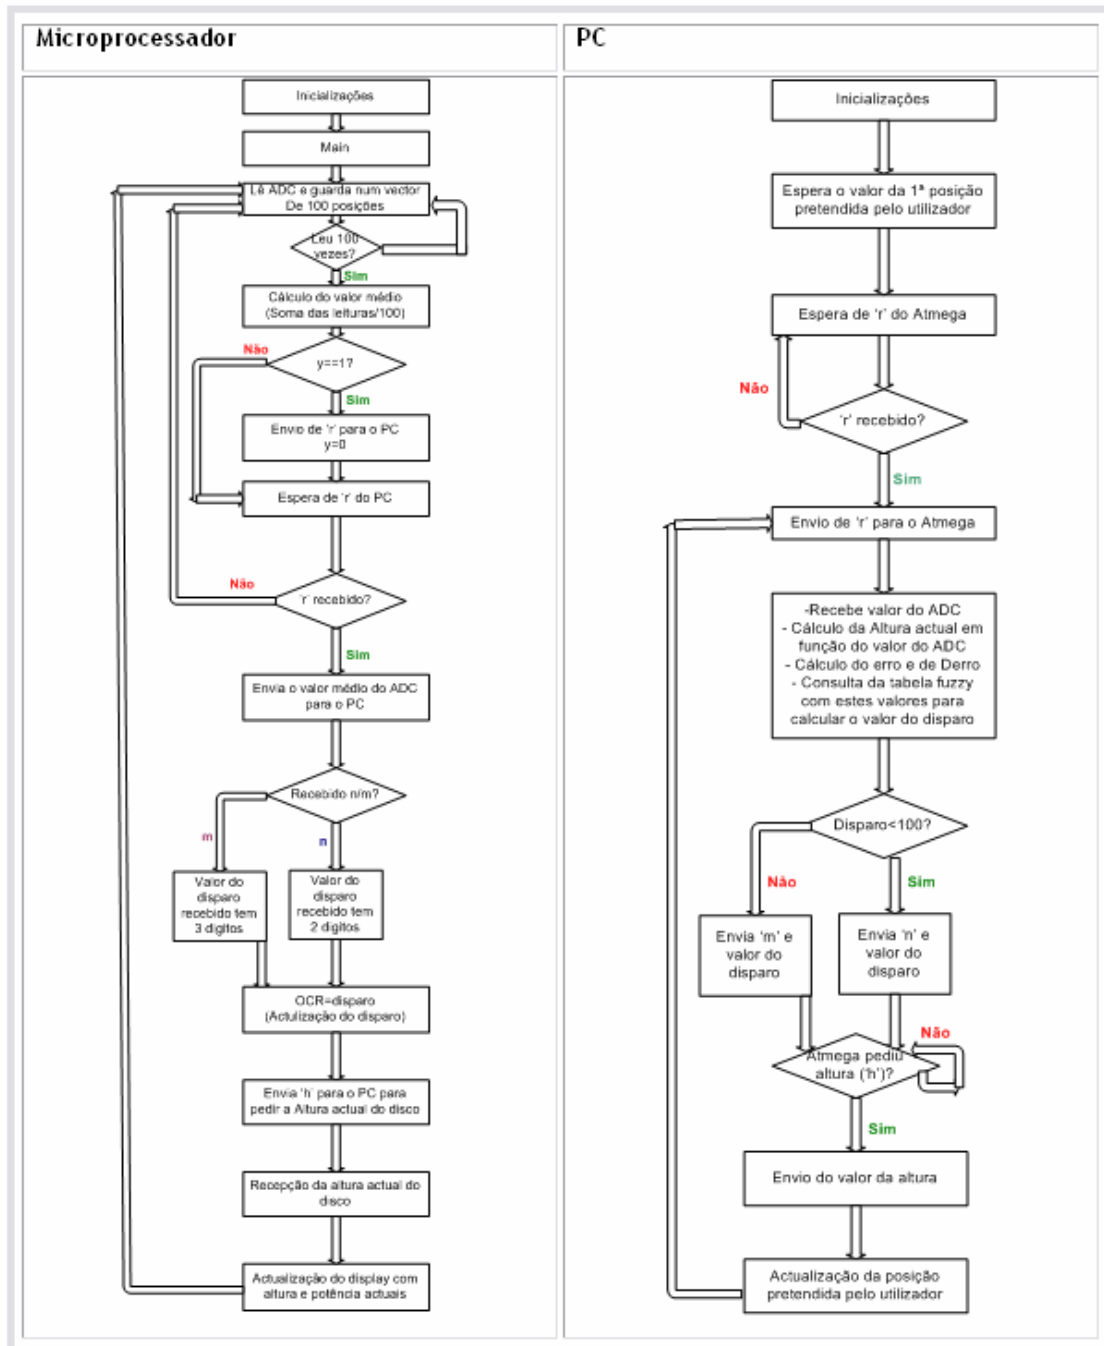 Microprocessador
Inicializações
Main
Lê ADC e guarda num vector
De 100 posições
Leu 100
vezes?
Sim
Cálculo do valor médio
(Soma das leituras/100)
Não
y==1?
Sim
Envio de 'r' para o PC
y=0
Espera de 'r' do PC
Não
'r' recebido?
Sim
Envia o valor médio do ADC
para o PC
Recebido n/m?
m
n
Valor do
disparo
recebido tem
3 digitos
Valor do
disparo
recebido tem
2 digitos
OCR=disparo
(Actulização do disparo)
Envia 'h' para o PC para
pedir a Altura actual do disco
Recepção da altura actual do
disco
Actualização do display com
altura e potência actuais
PC
Inicializações
Espera o valor da 1ª posição
pretendida pelo utilizador
Espera de 'r' do Atmega
Não
'r' recebido?
Sim
Envio de 'r' para o Atmega
-Recebe valor do ADC
- Cálculo da Altura actual em
função do valor do ADC
- Cálculo do erro e de Derro
- Consulta da tabela fuzzy
com estes valores para
calcular o valor do disparo
Disparo<100?
Não
Sim
Envia 'm' e
valor do
disparo
Envia 'n' e
valor do
disparo
Não
Atmega pediu
altura ('h')?
Sim
Envio do valor da altura
Actualização da posição
pretendida pelo utilizador